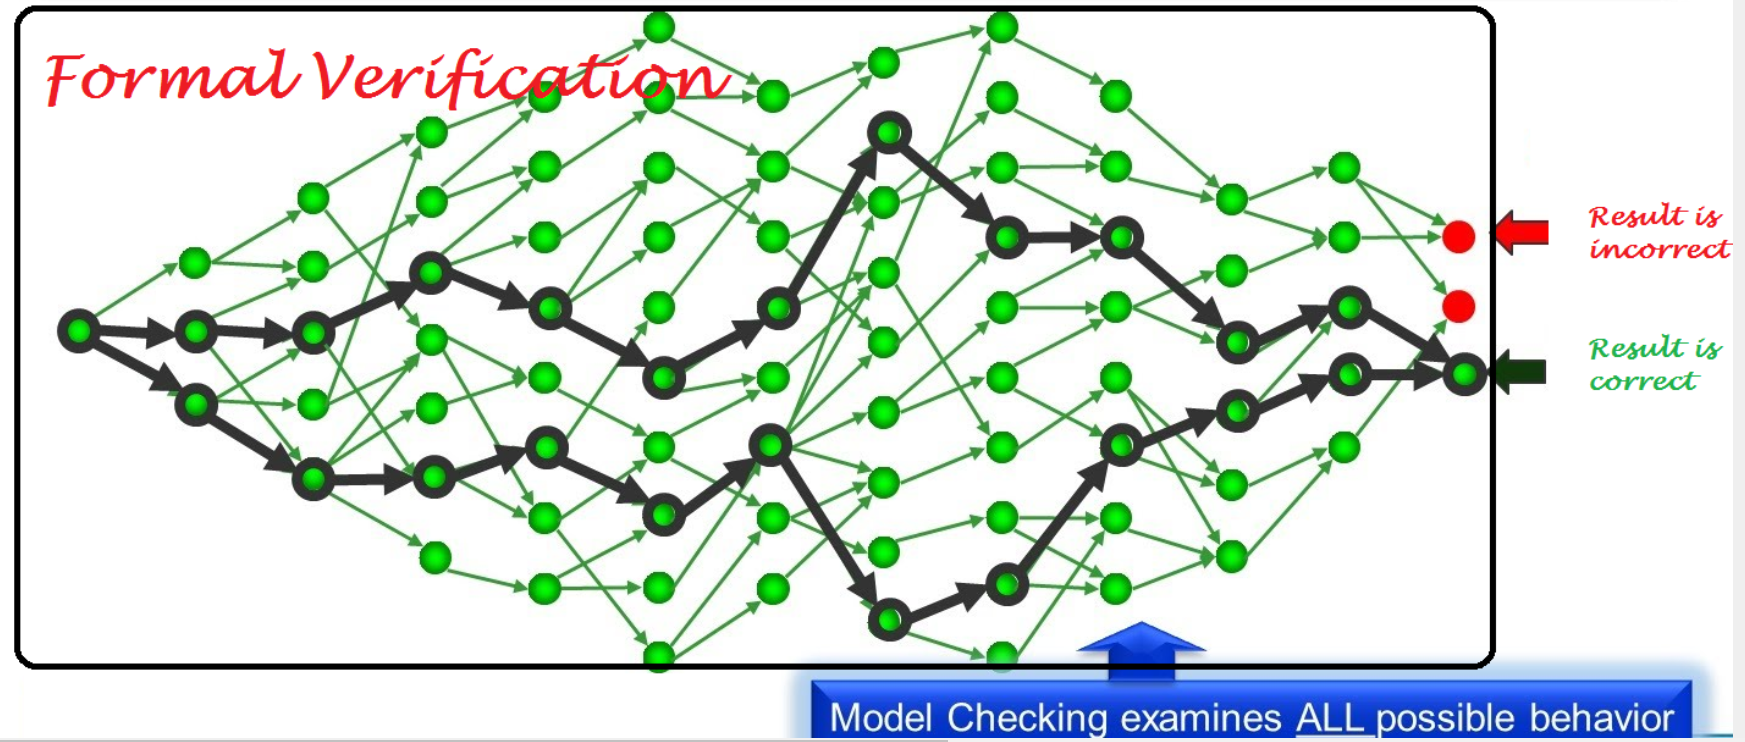 Formal Verification
Result is
incorrect
Result is
correct
Model Checking examines ALL possible behavior